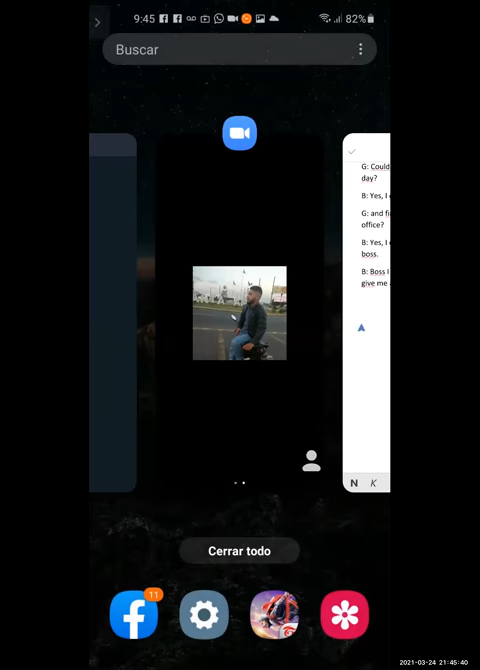 9:45
82%
Buscar
G: Could
day?
B: Yes, I
G: and fi
office?
B: Yes, I
boss.
B: Boss I
give me
N K
Cerrar todo
11
2021-03-24 21:45:40